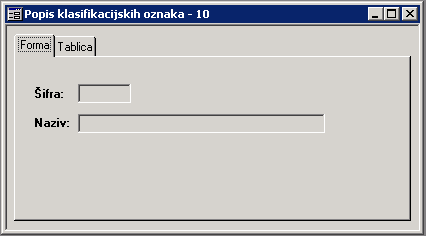 Popis klasifikacijskih oznaka - 10
Forma Tablica
Šifra:
Naziv: